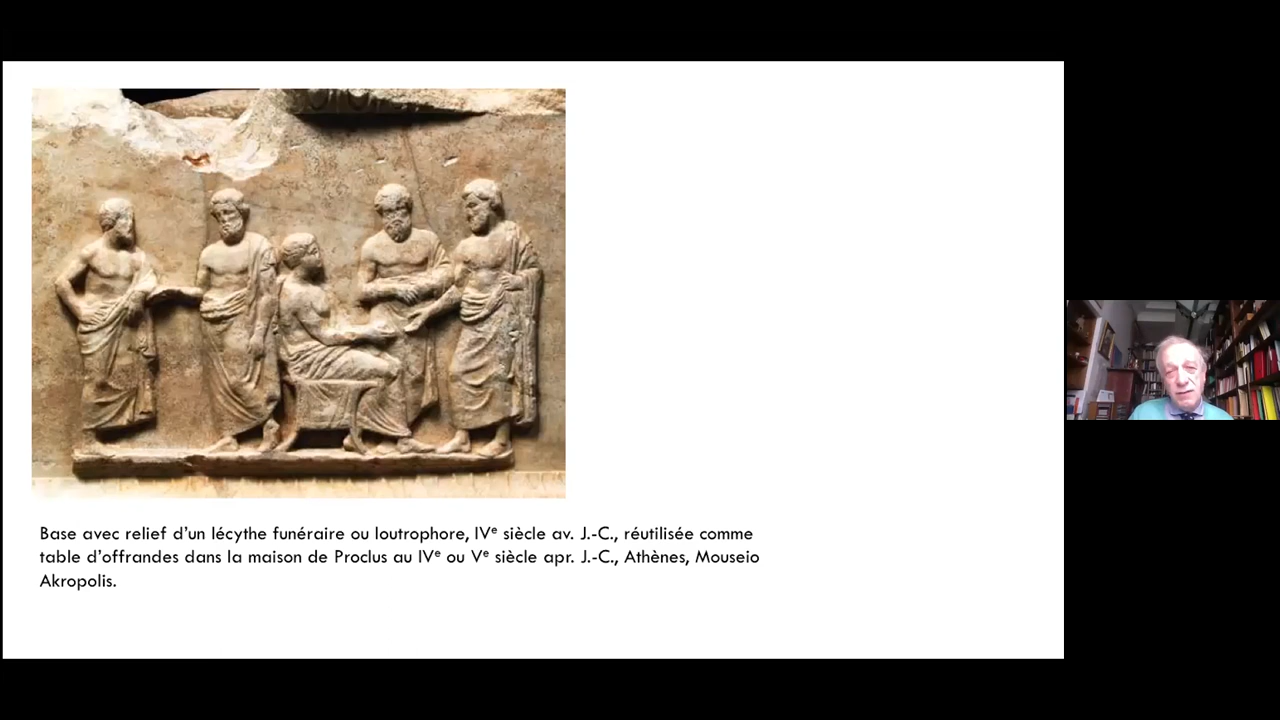 Base avec relief d’un lécythe funéraire ou loutrophore, IVᵉ siècle av. J.-C., réutilisée comme
table d’offrandes dans la maison de Proclus au IVᵉ ou Vᵉ siècle apr. J.-C., Athènes, Mouseio
Akropolis.